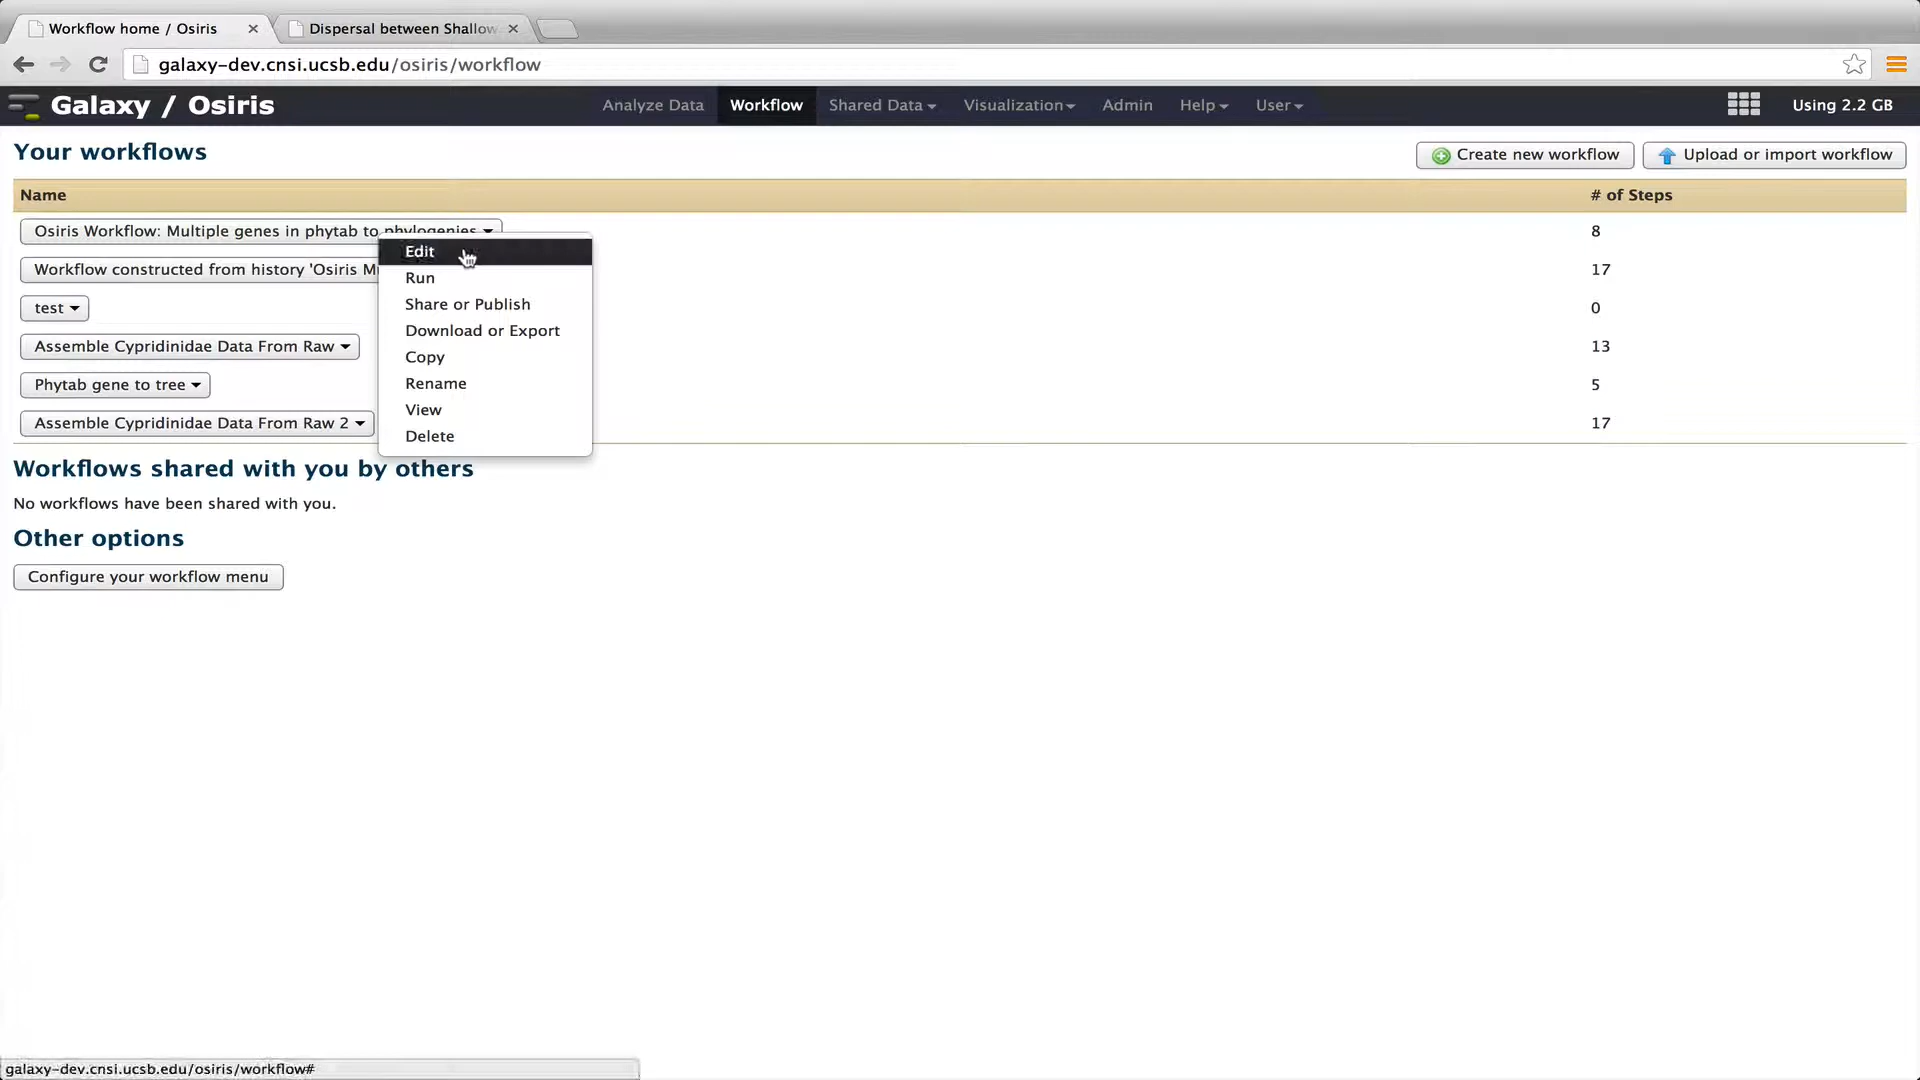 Workflow home / Osiris
Dispersal between Shallow
galaxy-dev.cnsi.ucsb.edu/osiris/workflow
Galaxy / Osiris
Analyze Data
Workflow
Shared Data
Visualization
Admin
Help
User
Using 2.2 GB
Your workflows
Create new workflow
Upload or import workflow
Name
# of Steps
Osiris Workflow: Multiple genes in phytab to phylogenies
8
Edit
Workflow constructed from history 'Osiris M
17
Run
Share or Publish
test
0
Download or Export
Assemble Cypridinidae Data From Raw
13
Copy
Rename
Phytab gene to tree
5
View
Assemble Cypridinidae Data From Raw 2
17
Delete
Workflows shared with you by others
No workflows have been shared with you.
Other options
Configure your workflow menu
galaxy-dev.cnsi.ucsb.edu/osiris/workflow#